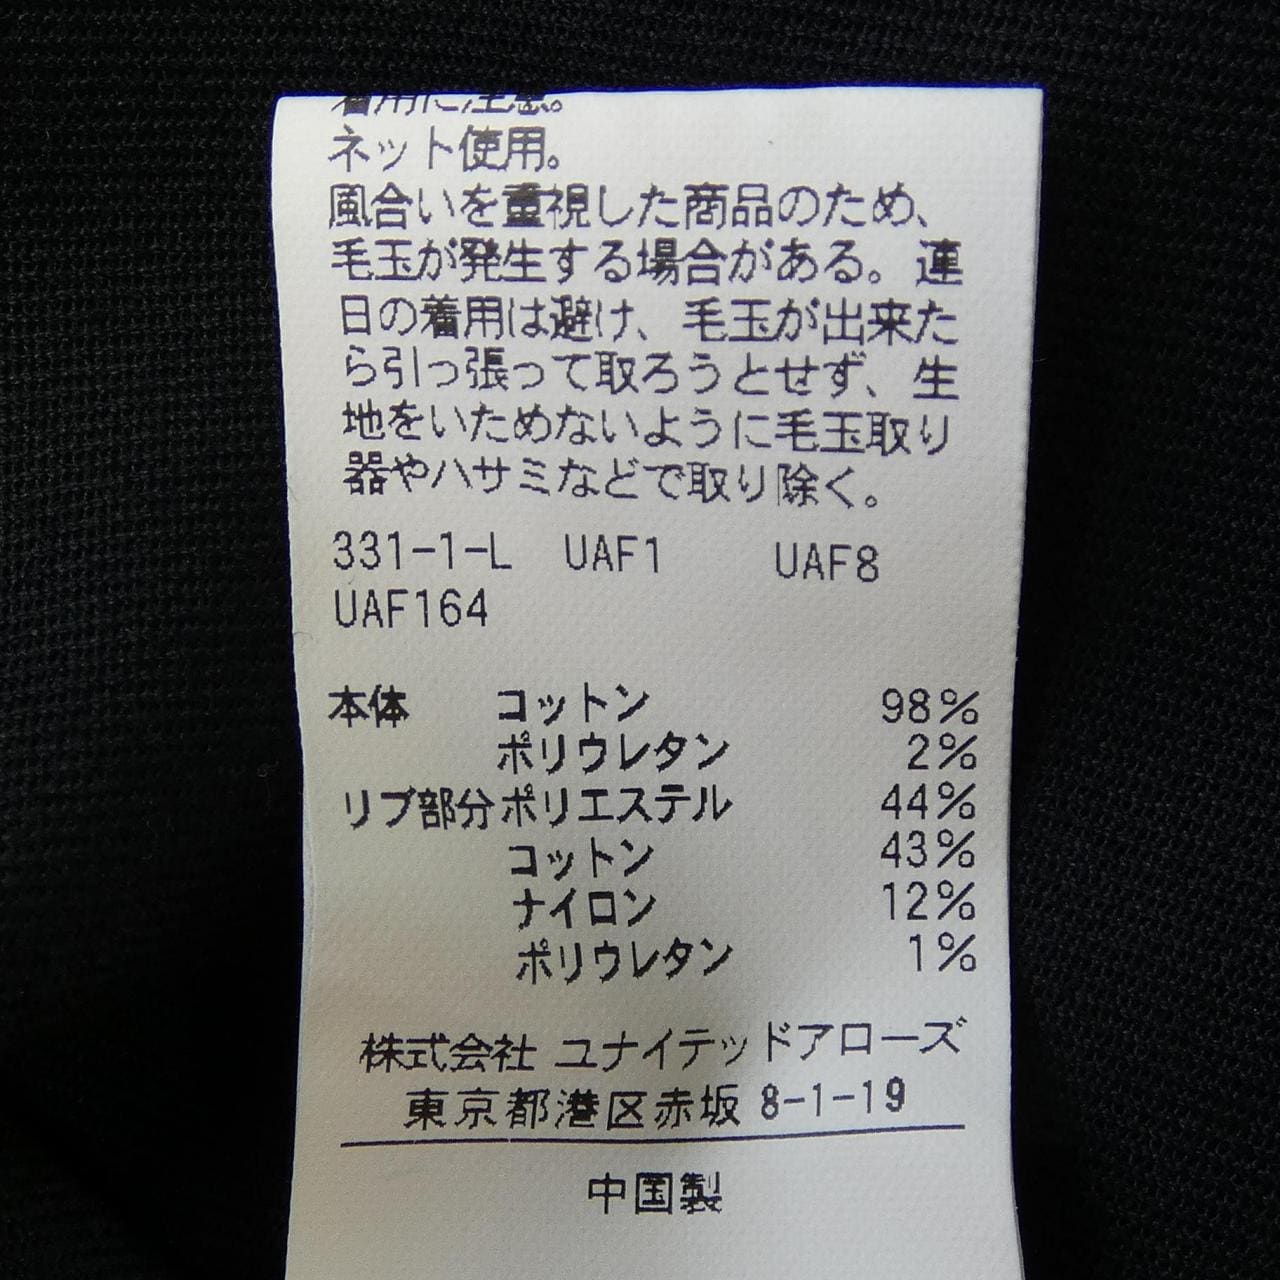 着用に注意。
ネット使用。
風合いを重視した商品のため、
毛玉が発生する場合がある。連
日の着用は避け、毛玉が出来た
ら引っ張って取ろうとせず、生
地をいためないように毛玉取り
器やハサミなどで取り除く。
331-1-L UAF1 UAF8
UAF164
本体 コットン 98%
ポリウレタン 2%
リブ部分 ポリエステル 44%
コットン 43%
ナイロン 12%
ポリウレタン 1%
株式会社 ユナイテッドアローズ
東京都港区赤坂 8-1-19
中国製